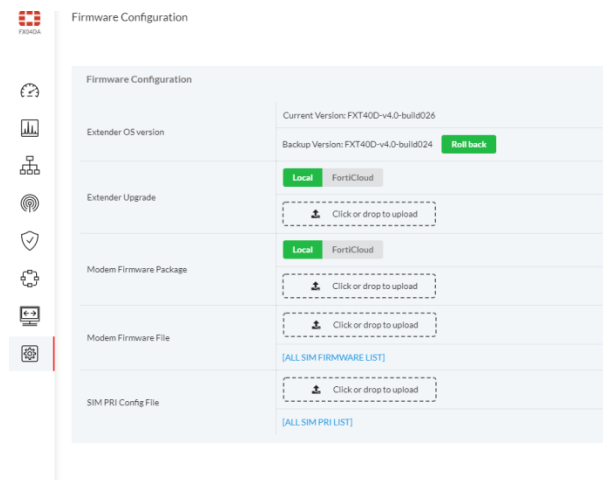 Firmware Configuration
FX04DA
Firmware Configuration
Extender OS version
Current Version: FXT40D-v4.0-build026
Backup Version: FXT40D-v4.0-build024 Roll back
Extender Upgrade
Local FortiCloud
Click or drop to upload
Modem Firmware Package
Local FortiCloud
Click or drop to upload
Modem Firmware File
Click or drop to upload
[ALL SIM FIRMWARE LIST]
SIM PRI Config File
Click or drop to upload
[ALL SIM PRI LIST]